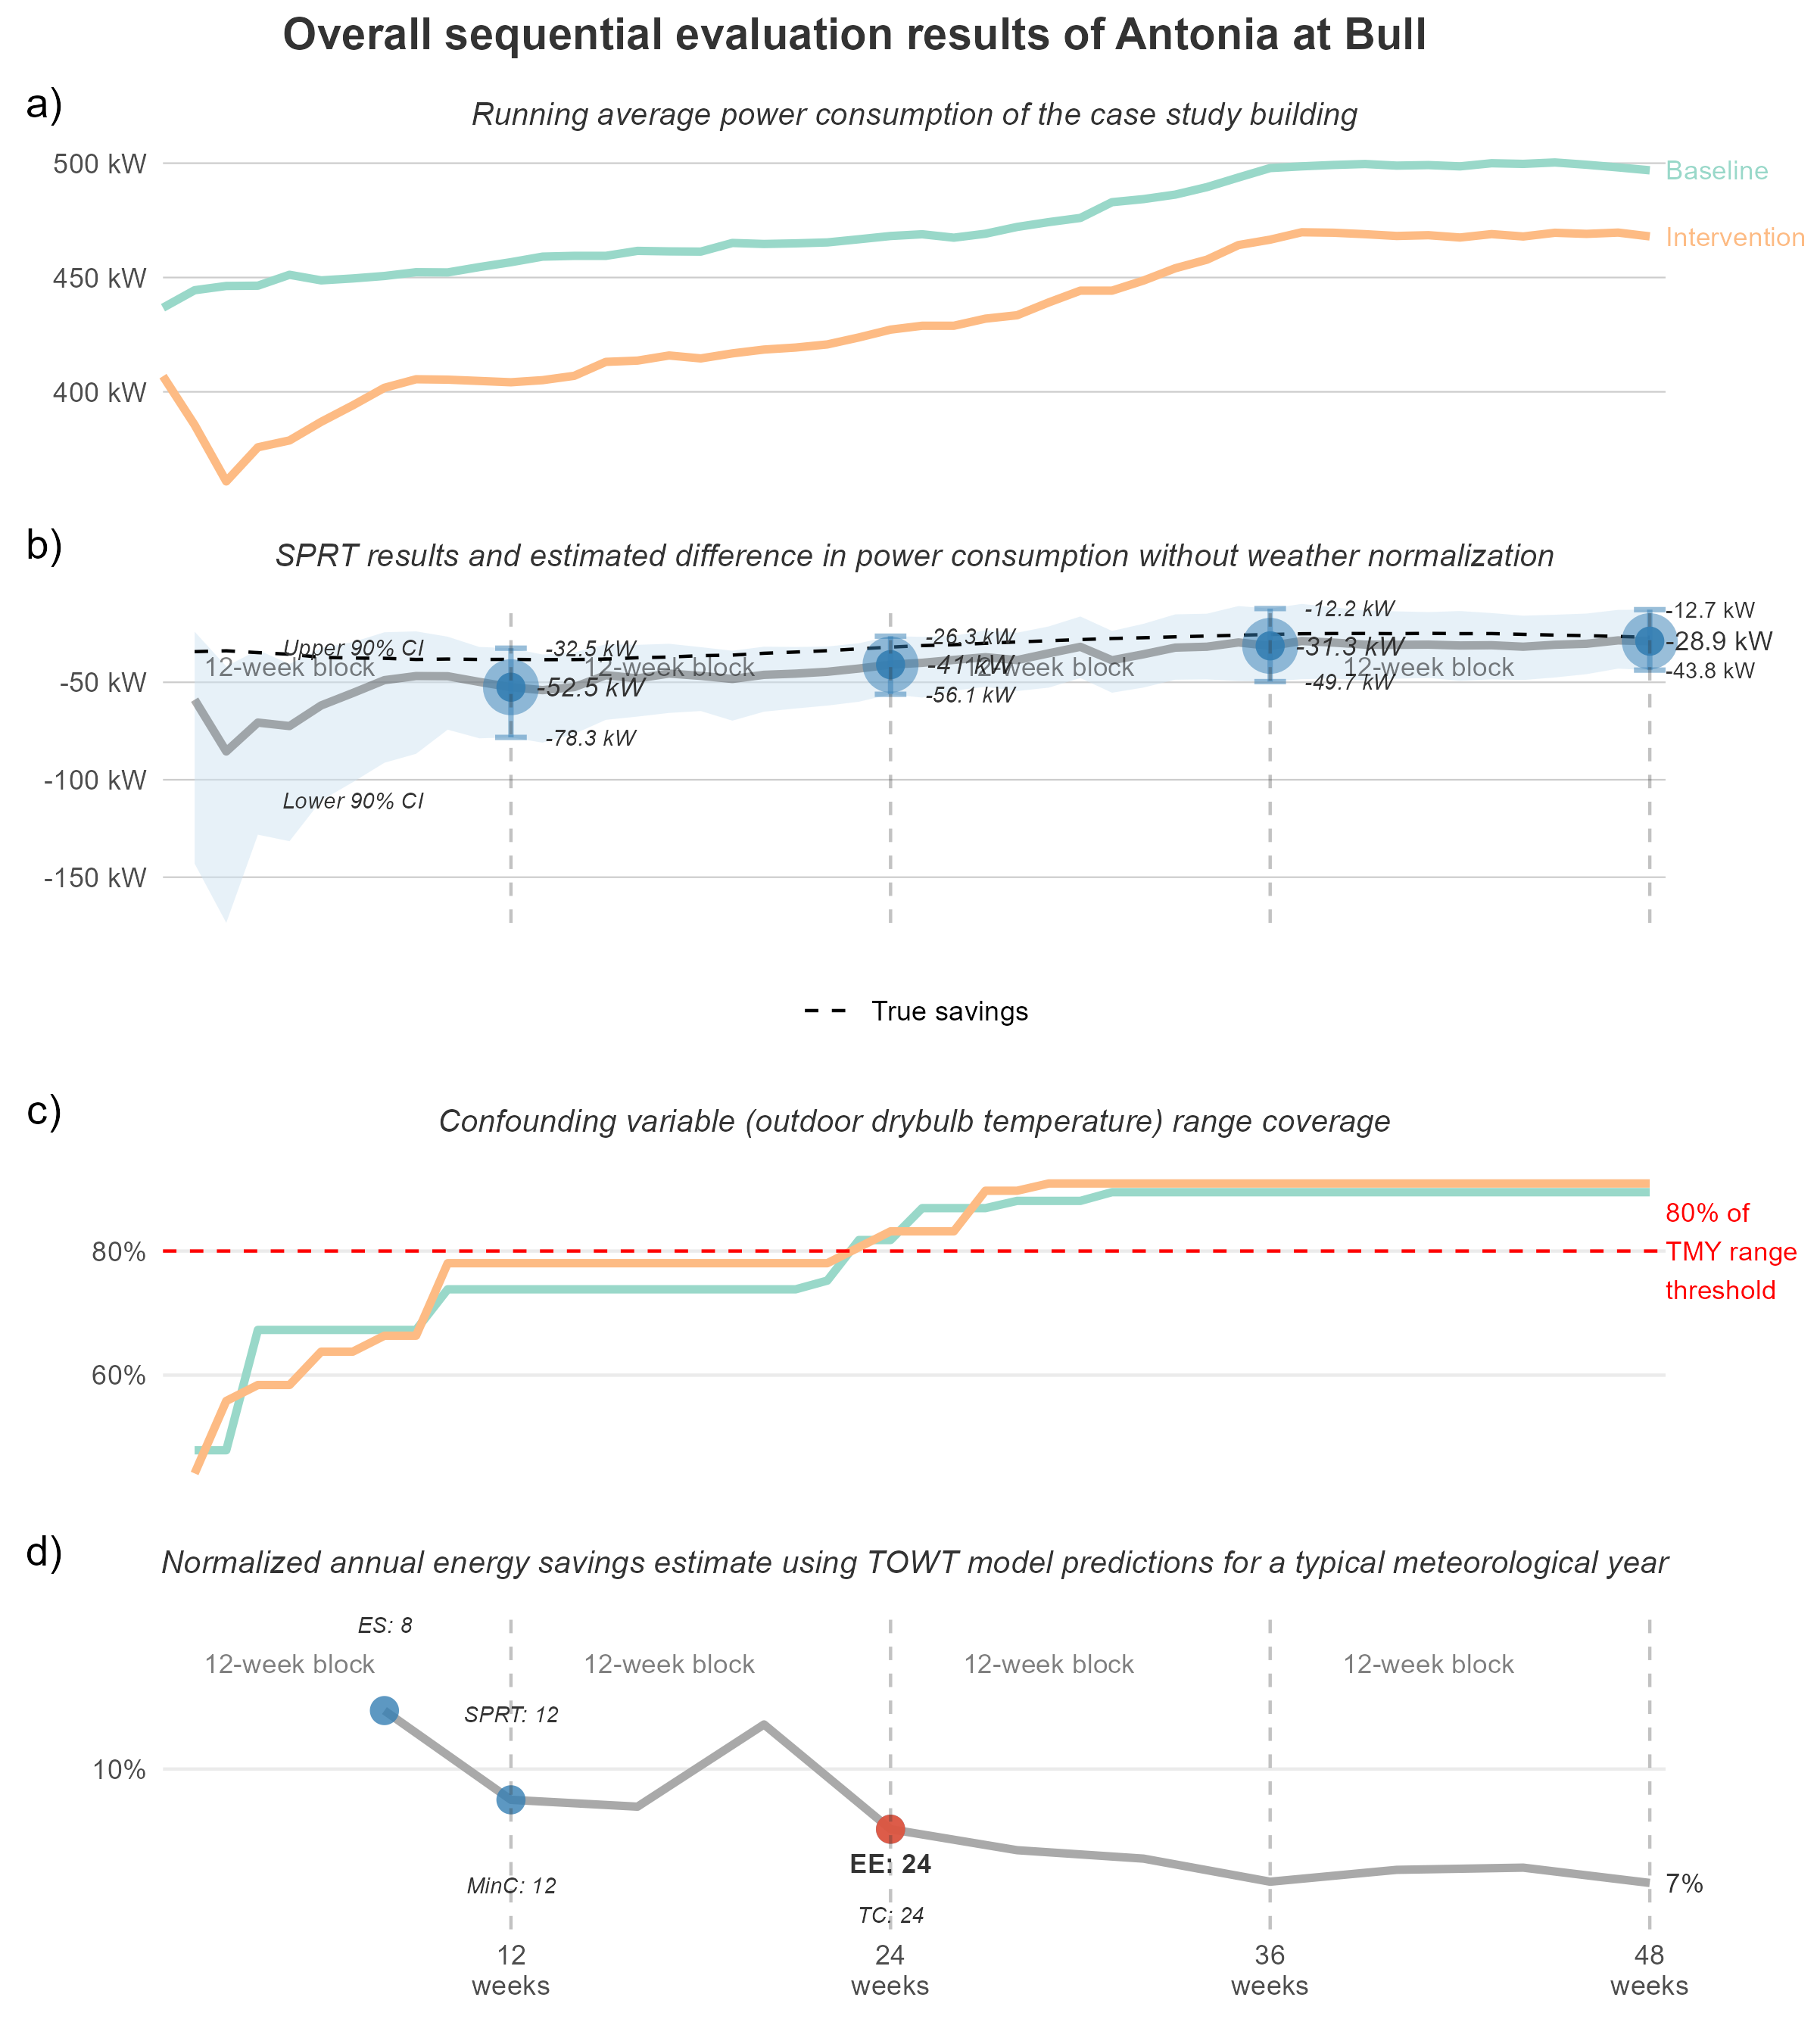 Overall sequential evaluation results of Antonia at Bull
a)
Running average power consumption of the case study building
500 kW
450 kW
400 kW
Baseline
Intervention
b)
SPRT results and estimated difference in power consumption without weather normalization
-50 kW
-100 kW
-150 kW
Upper 90% CI
12-week block
Lower 90% CI
-32.5 kW
12-week block
-52.5 kW
-78.3 kW
-26.3 kW
-41 kW
12-week block
-56.1 kW
-12.2 kW
-31.3 kW
12-week block
-49.7 kW
-12.7 kW
-28.9 kW
-43.8 kW
True savings
c)
Confounding variable (outdoor drybulb temperature) range coverage
80%
60%
80% of
TMY range
threshold
d)
Normalized annual energy savings estimate using TOWT model predictions for a typical meteorological year
ES: 8
12-week block
12-week block
12-week block
12-week block
SPRT: 12
10%
MinC: 12
EE: 24
TC: 24
7%
12
weeks
24
weeks
36
weeks
48
weeks